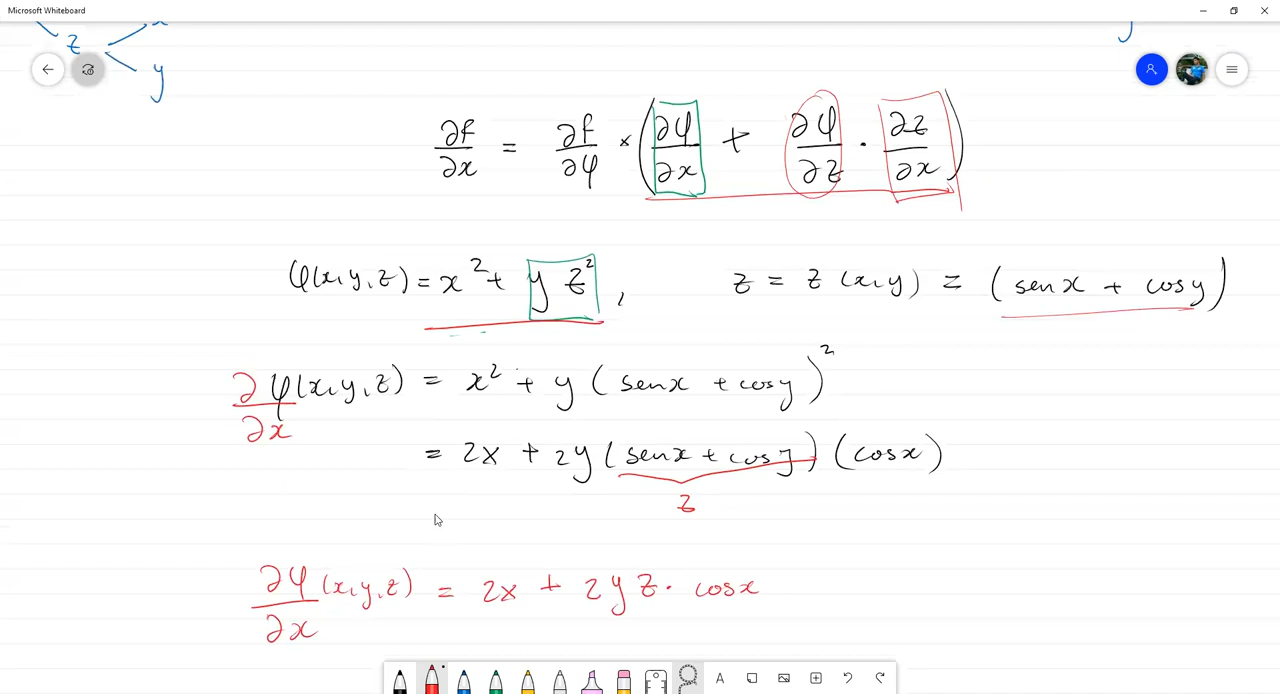 Microsoft Whiteboard
z
y
∂f/∂x = ∂f/∂φ × (∂φ/∂x + ∂φ/∂z · ∂z/∂x)
φ(x,y,z) = x² + y z² , z = z(x,y) = (senx + cosy)
∂/∂x φ(x,y,z) = x² + y (senx + cosy)²
= 2x + 2y (senx + cosy) (cosx)
z
∂φ/∂x (x,y,z) = 2x + 2yz · cosx
A